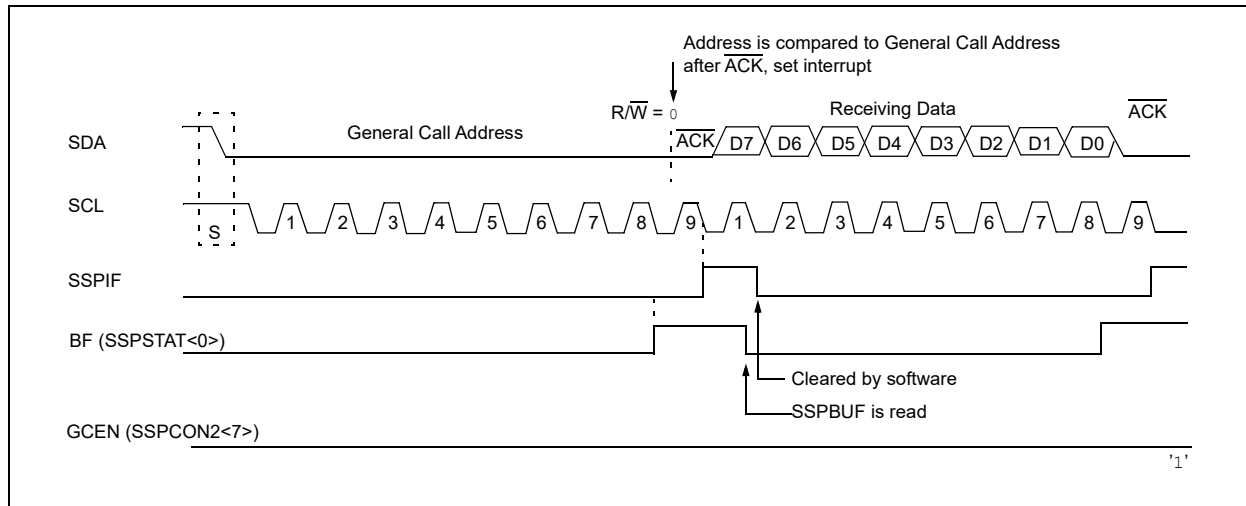 Address is compared to General Call Address
after ACK, set interrupt
R/W = 0
Receiving Data
ACK
SDA
General Call Address
ACK D7 D6 D5 D4 D3 D2 D1 D0
SCL
S
1 2 3 4 5 6 7 8 9 1 2 3 4 5 6 7 8 9
SSPIF
BF (SSPSTAT<0>)
Cleared by software
SSPBUF is read
GCEN (SSPCON2<7>)
'1'